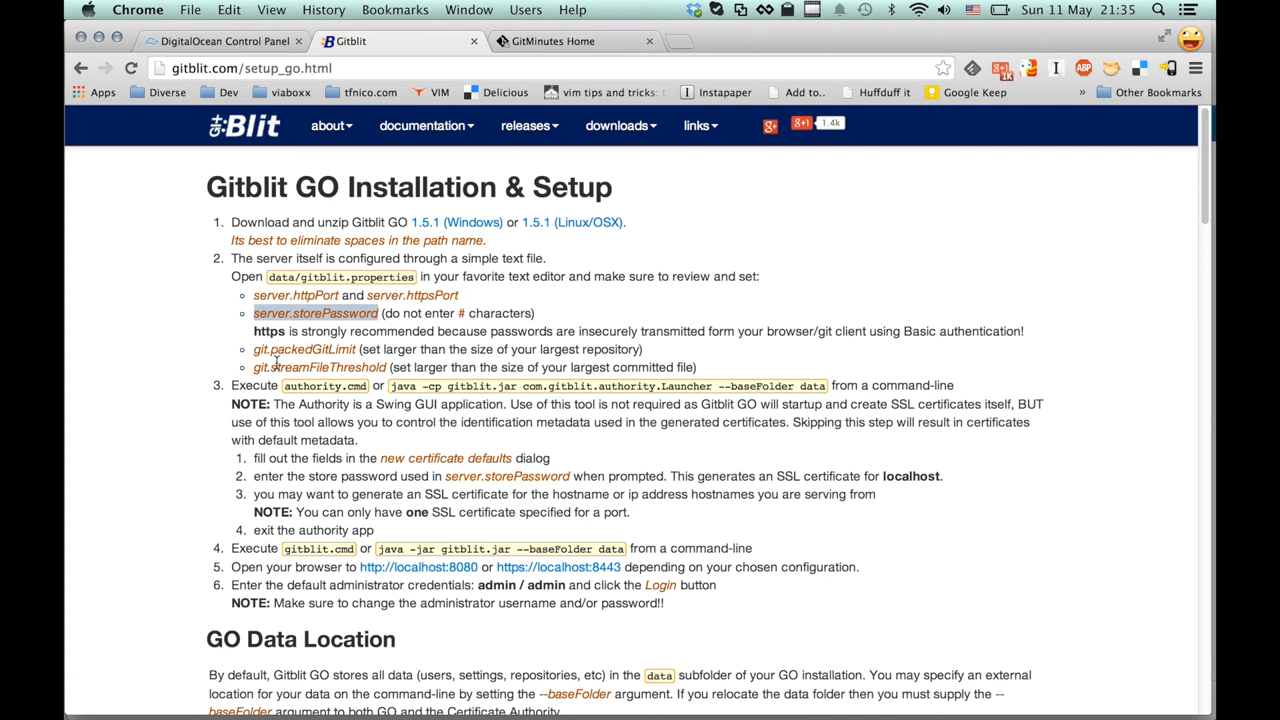 Chrome File Edit View History Bookmarks Window Users Help Sun 11 May 21:35
DigitalOcean Control Panel Gitblit GitMinutes Home
gitblit.com/setup_go.html
Apps Diverse Dev viaboxx tfnico.com VIM Delicious vim tips and tricks: Instapaper Add to.. Huffduff it Google Keep » Other Bookmarks
Blit about documentation releases downloads links g+1 1.4k
Gitblit GO Installation & Setup
1. Download and unzip Gitblit GO 1.5.1 (Windows) or 1.5.1 (Linux/OSX).
Its best to eliminate spaces in the path name.
2. The server itself is configured through a simple text file.
Open data/gitblit.properties in your favorite text editor and make sure to review and set:
server.httpPort and server.httpsPort
server.storePassword (do not enter # characters)
https is strongly recommended because passwords are insecurely transmitted form your browser/git client using Basic authentication!
git.packedGitLimit (set larger than the size of your largest repository)
git.streamFileThreshold (set larger than the size of your largest committed file)
3. Execute authority.cmd or java -cp gitblit.jar com.gitblit.authority.Launcher --baseFolder data from a command-line
NOTE: The Authority is a Swing GUI application. Use of this tool is not required as Gitblit GO will startup and create SSL certificates itself, BUT
use of this tool allows you to control the identification metadata used in the generated certificates. Skipping this step will result in certificates
with default metadata.
1. fill out the fields in the new certificate defaults dialog
2. enter the store password used in server.storePassword when prompted. This generates an SSL certificate for localhost.
3. you may want to generate an SSL certificate for the hostname or ip address hostnames you are serving from
NOTE: You can only have one SSL certificate specified for a port.
4. exit the authority app
4. Execute gitblit.cmd or java -jar gitblit.jar --baseFolder data from a command-line
5. Open your browser to http://localhost:8080 or https://localhost:8443 depending on your chosen configuration.
6. Enter the default administrator credentials: admin / admin and click the Login button
NOTE: Make sure to change the administrator username and/or password!!
GO Data Location
By default, Gitblit GO stores all data (users, settings, repositories, etc) in the data subfolder of your GO installation. You may specify an external
location for your data on the command-line by setting the --baseFolder argument. If you relocate the data folder then you must supply the --
baseFolder argument to both GO and the Certificate Authority.